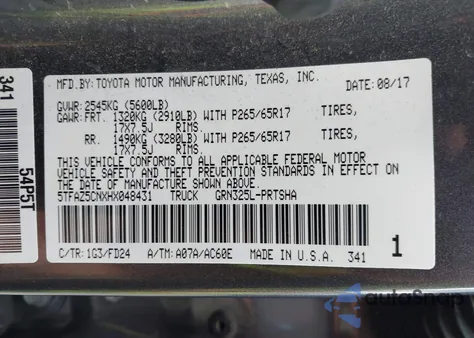 MFD.BY:TOYOTA MOTOR MANUFACTURING, TEXAS, INC.
DATE 08/17
GVWR: 2545KG (5600LB)
GAWR:FRT. 1320KG (2910LB) WITH P265/65R17 TIRES,
17X7.5J RIMS
RR. 1490KG (3280LB) WITH P265/65R17 TIRES,
17X7.5J RIMS
THIS VEHICLE CONFORMS TO ALL APPLICABLE FEDERAL MOTOR
VEHICLE SAFETY AND THEFT PREVENTION STANDARDS IN EFFECT ON
THE DATE OF MANUFACTURE SHOWN ABOVE.
5TFAZ5CNXHX048431 TRUCK GRN325L-PRTSHA
C/TR: 1G3/FD24 A/TM: A07A/AC60E MADE IN U.S.A. 341
1
341
54P5T
autoSnap